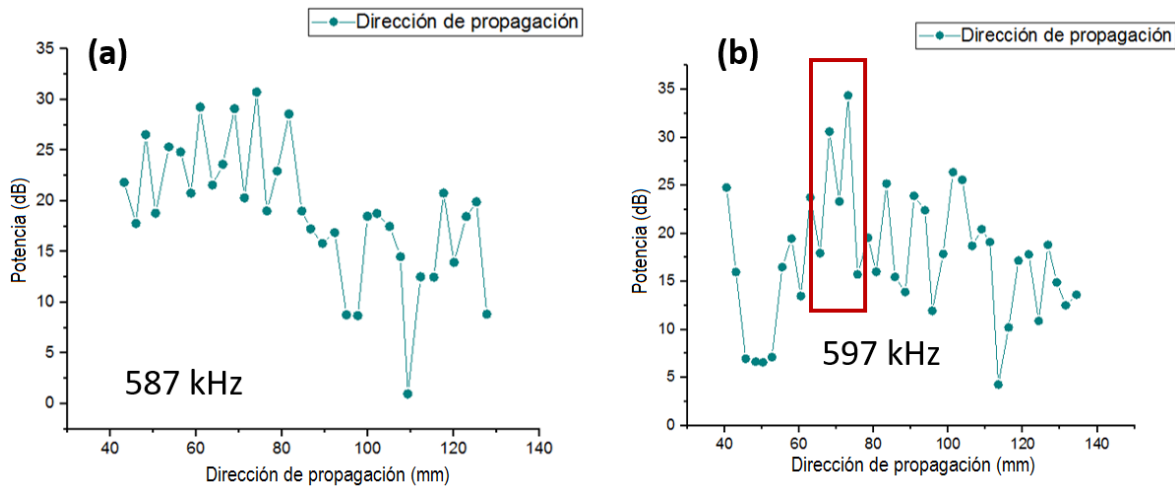 Dirección de propagación
(a)
35
30
25
20
15
10
5
0
Potencia (dB)
587 kHz
40 60 80 100 120 140
Dirección de propagación (mm)
Dirección de propagación
(b)
35
30
25
20
15
10
5
0
Potencia (dB)
597 kHz
40 60 80 100 120 140
Dirección de propagación (mm)